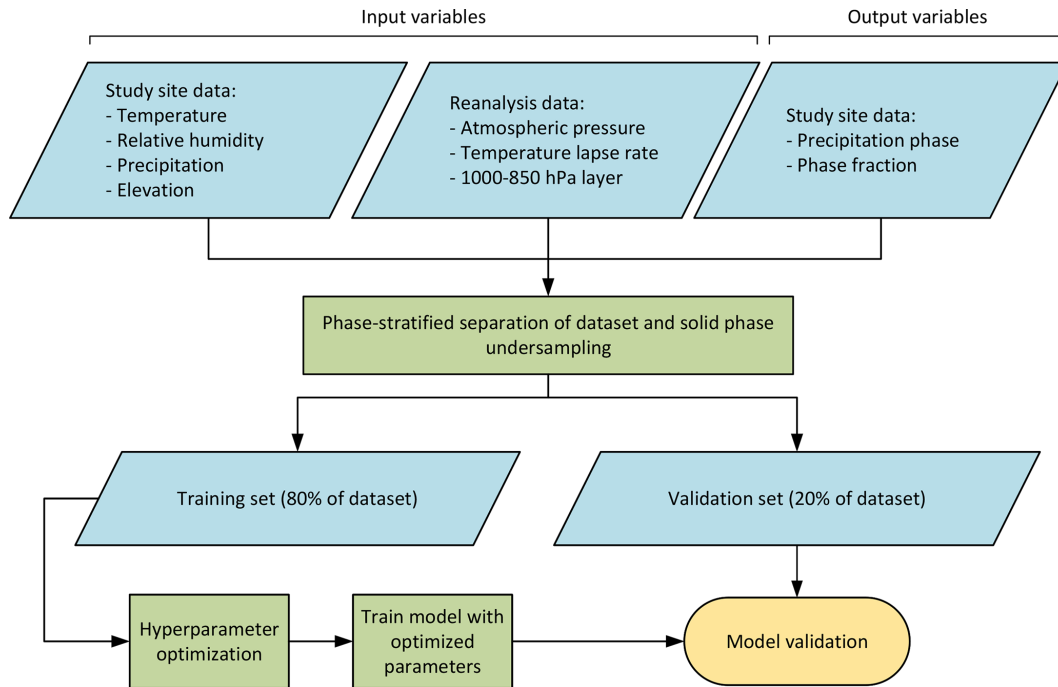 Input variables
Output variables
Study site data:
- Temperature
- Relative humidity
- Precipitation
- Elevation
Reanalysis data:
- Atmospheric pressure
- Temperature lapse rate
- 1000-850 hPa layer
Study site data:
- Precipitation phase
- Phase fraction
Phase-stratified separation of dataset and solid phase
undersampling
Training set (80% of dataset)
Validation set (20% of dataset)
Hyperparameter
optimization
Train model with
optimized
parameters
Model validation